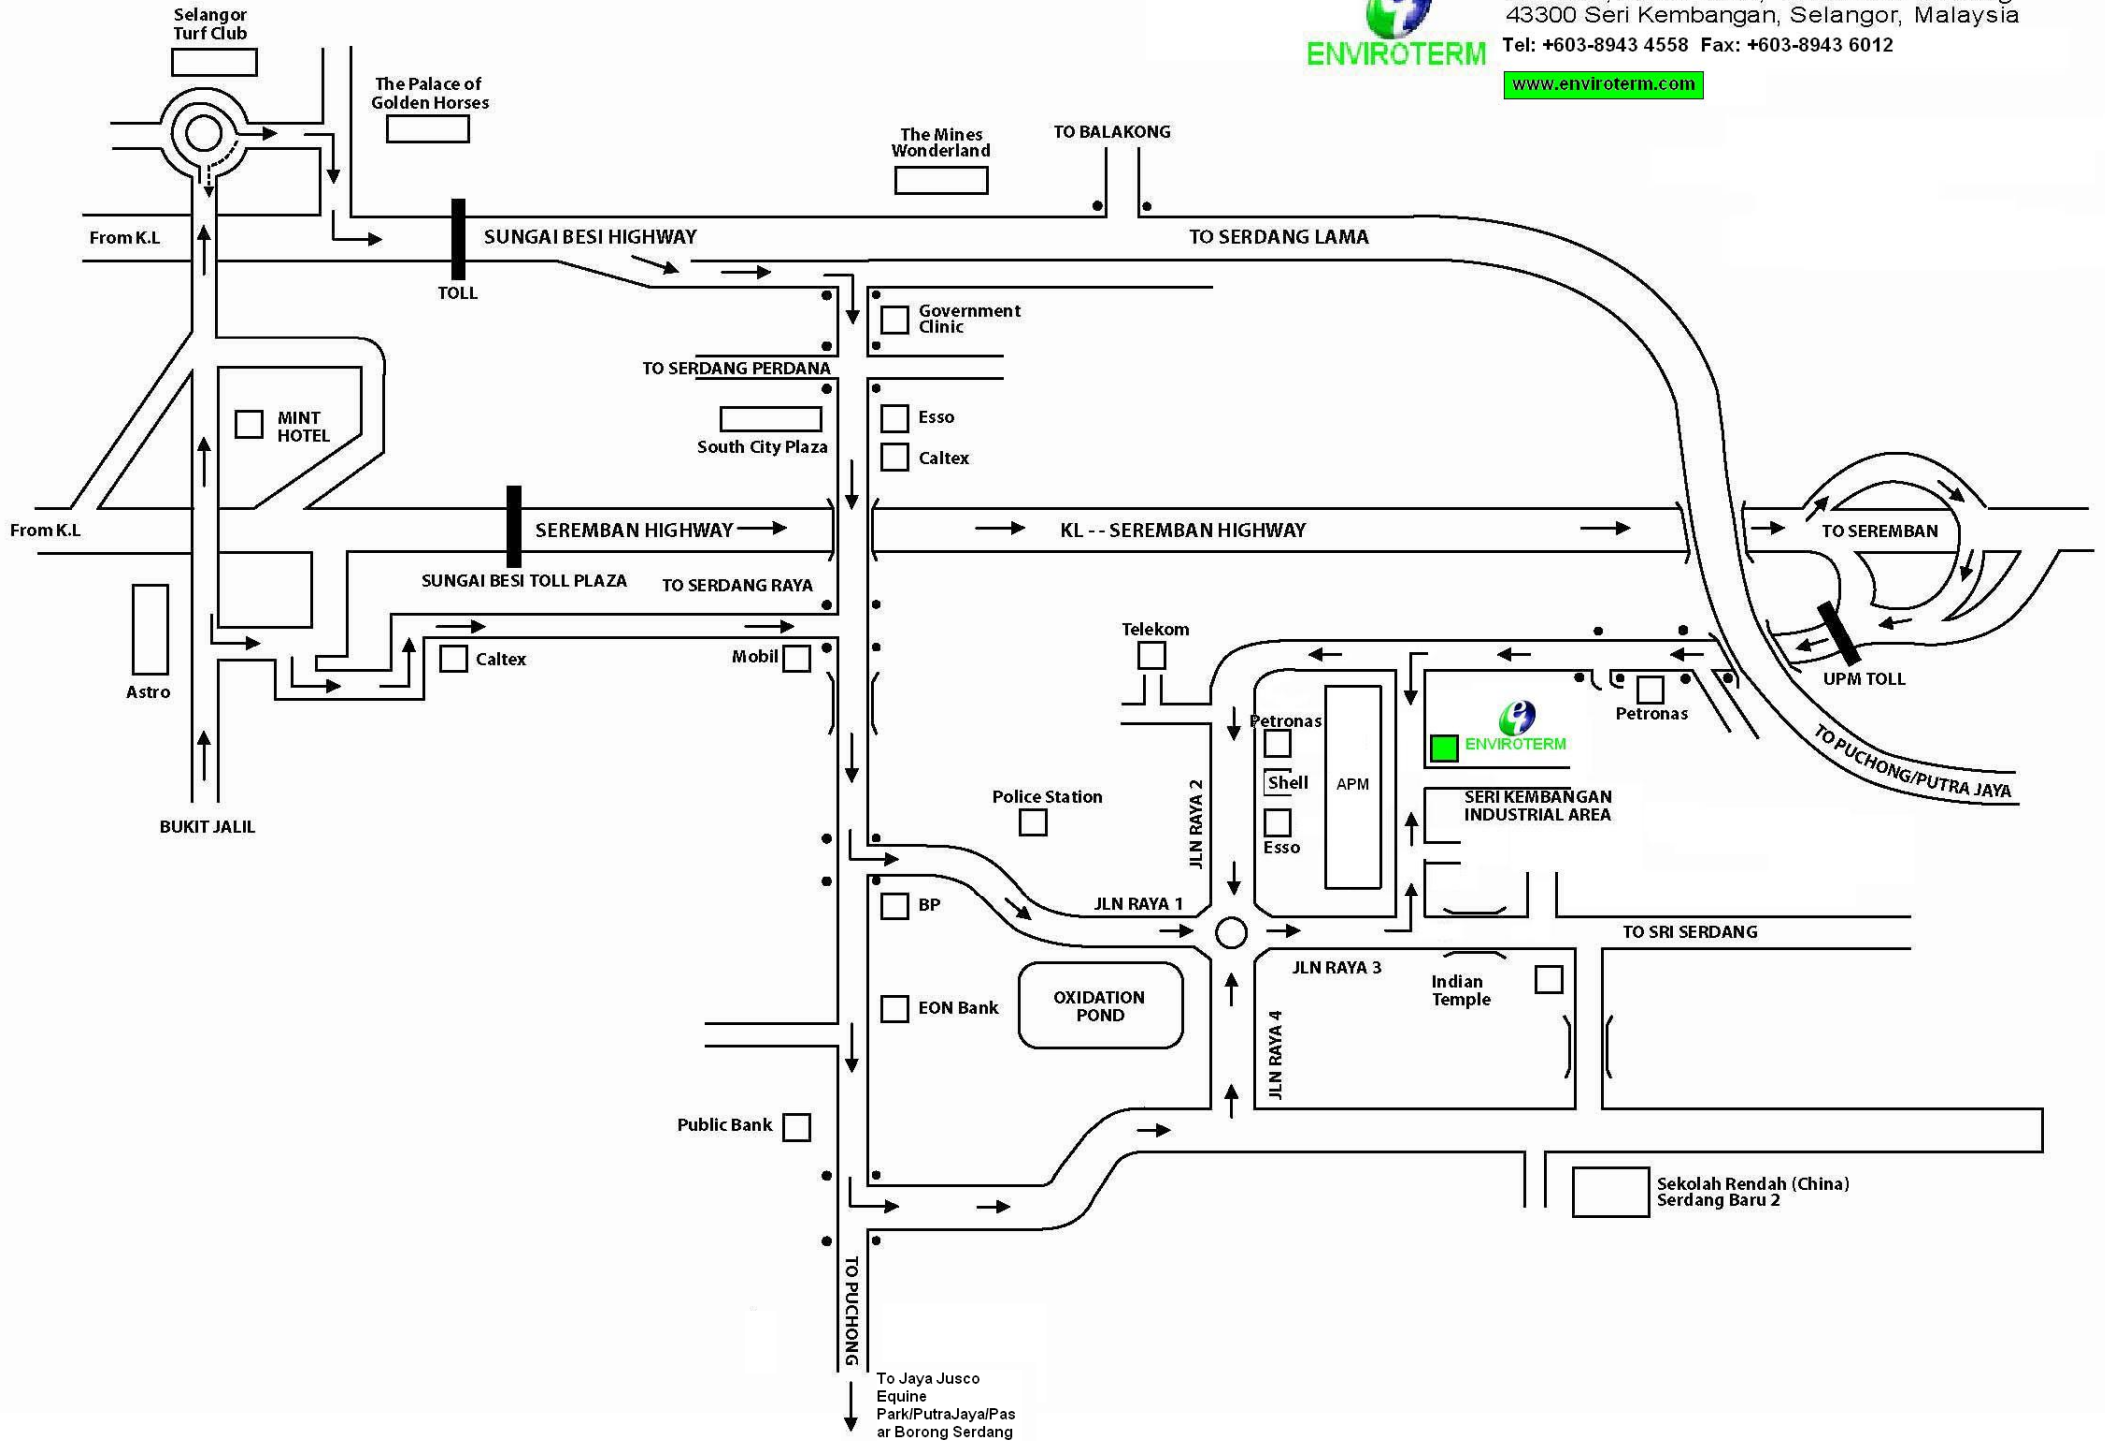 43300 Seri Kembangan, Selangor, Malaysia
ENVIROTERM
Tel: +603-8943 4558 Fax: +603-8943 6012
www.enviroterm.com
Selangor
Turf Club
The Palace of
Golden Horses
The Mines
Wonderland
TO BALAKONG
From K.L
SUNGAI BESI HIGHWAY
TO SERDANG LAMA
TOLL
Government
Clinic
TO SERDANG PERDANA
MINT
HOTEL
Esso
South City Plaza
Caltex
From K.L
SEREMBAN HIGHWAY
KL -- SEREMBAN HIGHWAY
TO SEREMBAN
SUNGAI BESI TOLL PLAZA
TO SERDANG RAYA
Telekom
Caltex
Mobil
Astro
UPM TOLL
Petronas
Petronas
ENVIROTERM
TO PUCHONG/PUTRA JAYA
Shell
APM
JLN RAYA 2
Police Station
SERI KEMBANGAN
INDUSTRIAL AREA
BUKIT JALIL
Esso
BP
JLN RAYA 1
TO SRI SERDANG
JLN RAYA 3
Indian
Temple
OXIDATION
POND
EON Bank
JLN RAYA 4
Public Bank
Sekolah Rendah (China)
Serdang Baru 2
TO PUCHONG
To Jaya Jusco
Equine
Park/PutraJaya/Pas
ar Borong Serdang